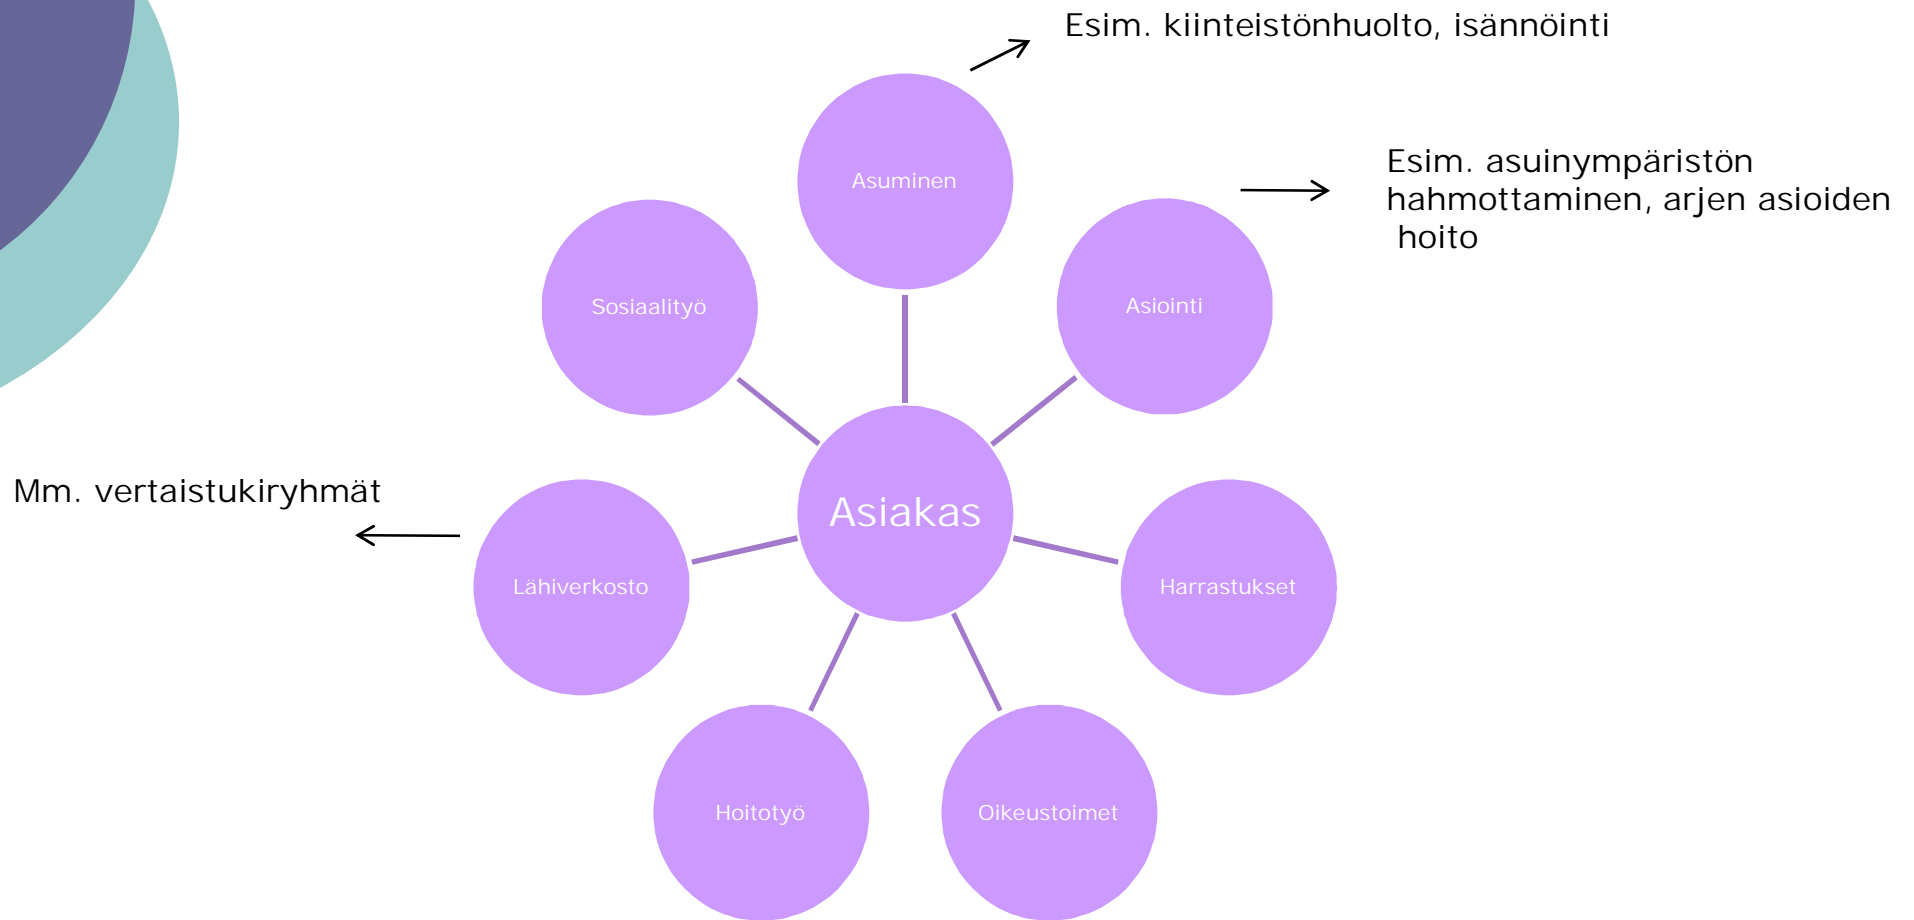 Esim. kiinteistönhuolto, isännöinti
Esim. asuinympäristön
hahmottaminen, arjen asioiden
hoito
Asuminen
Sosiaalityö
Asiointi
Mm. vertaistukiryhmät
Asiakas
Lähiverkosto
Harrastukset
Hoitotyö
Oikeustoimet